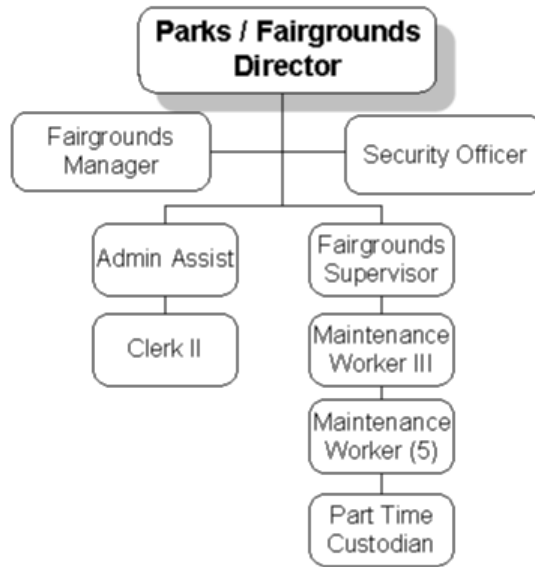 Parks / Fairgrounds
Director
Fairgrounds
Manager
Security Officer
Admin Assist
Fairgrounds
Supervisor
Clerk II
Maintenance
Worker III
Maintenance
Worker (5)
Part Time
Custodian